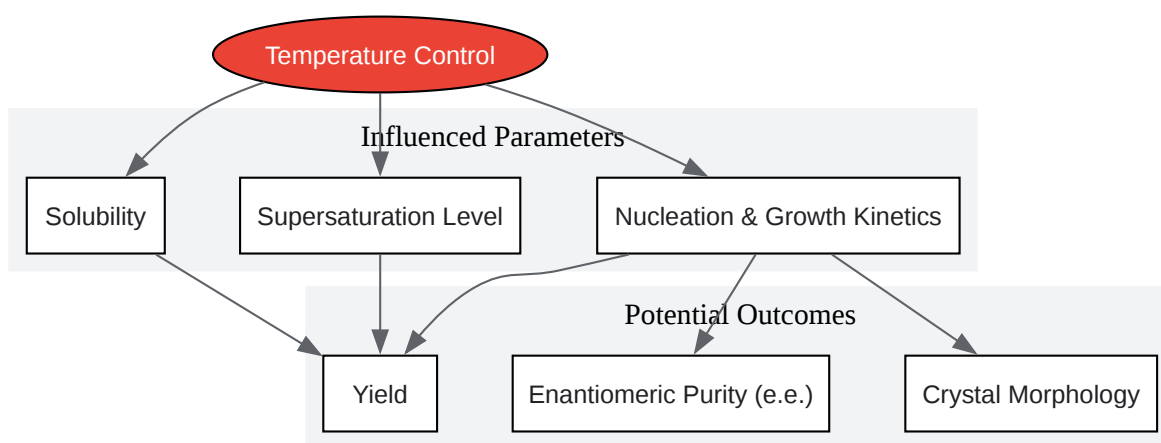 Temperature Control
Influenced Parameters
Solubility
Supersaturation Level
Nucleation & Growth Kinetics
Potential Outcomes
Yield
Enantiomeric Purity (e.e.)
Crystal Morphology